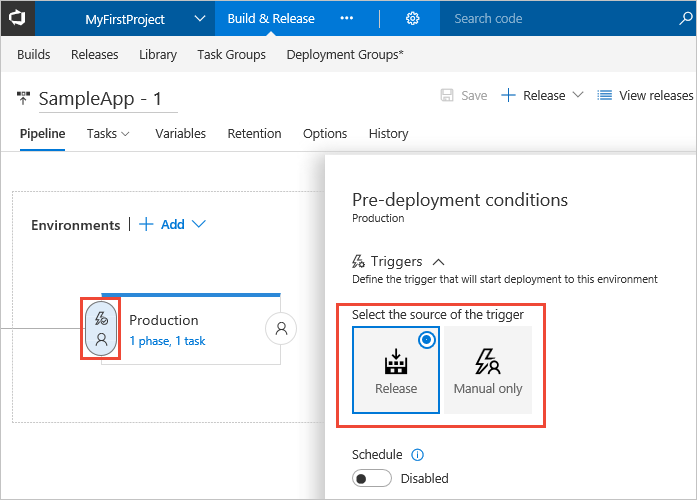 MyFirstProject Build & Release ••• Search code
Builds Releases Library Task Groups Deployment Groups*
SampleApp - 1 Save + Release View releases
Pipeline Tasks Variables Retention Options History
Pre-deployment conditions
Production
Environments + Add
Triggers
Define the trigger that will start deployment to this environment
Select the source of the trigger
Production
1 phase, 1 task
Release Manual only
Schedule
Disabled